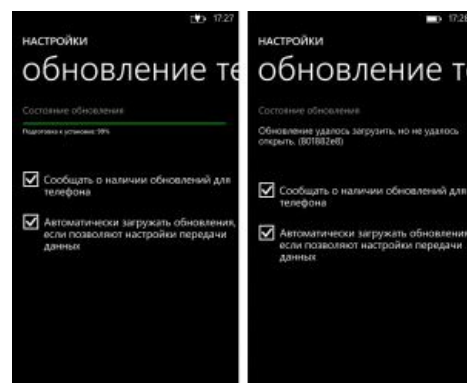 17:27
НАСТРОЙКИ
обновление те
Состояние обновления
Подготовка к установке: 99%
Сообщать о наличии обновлений для
телефона
Автоматически загружать обновления,
если позволяют настройки передачи
данных
17:28
НАСТРОЙКИ
обновление т
Состояние обновления
Обновление удалось загрузить, но не удалось
открыть. (801882e8)
Сообщать о наличии обновлений для
телефона
Автоматически загружать обновления
если позволяют настройки передачи
данных